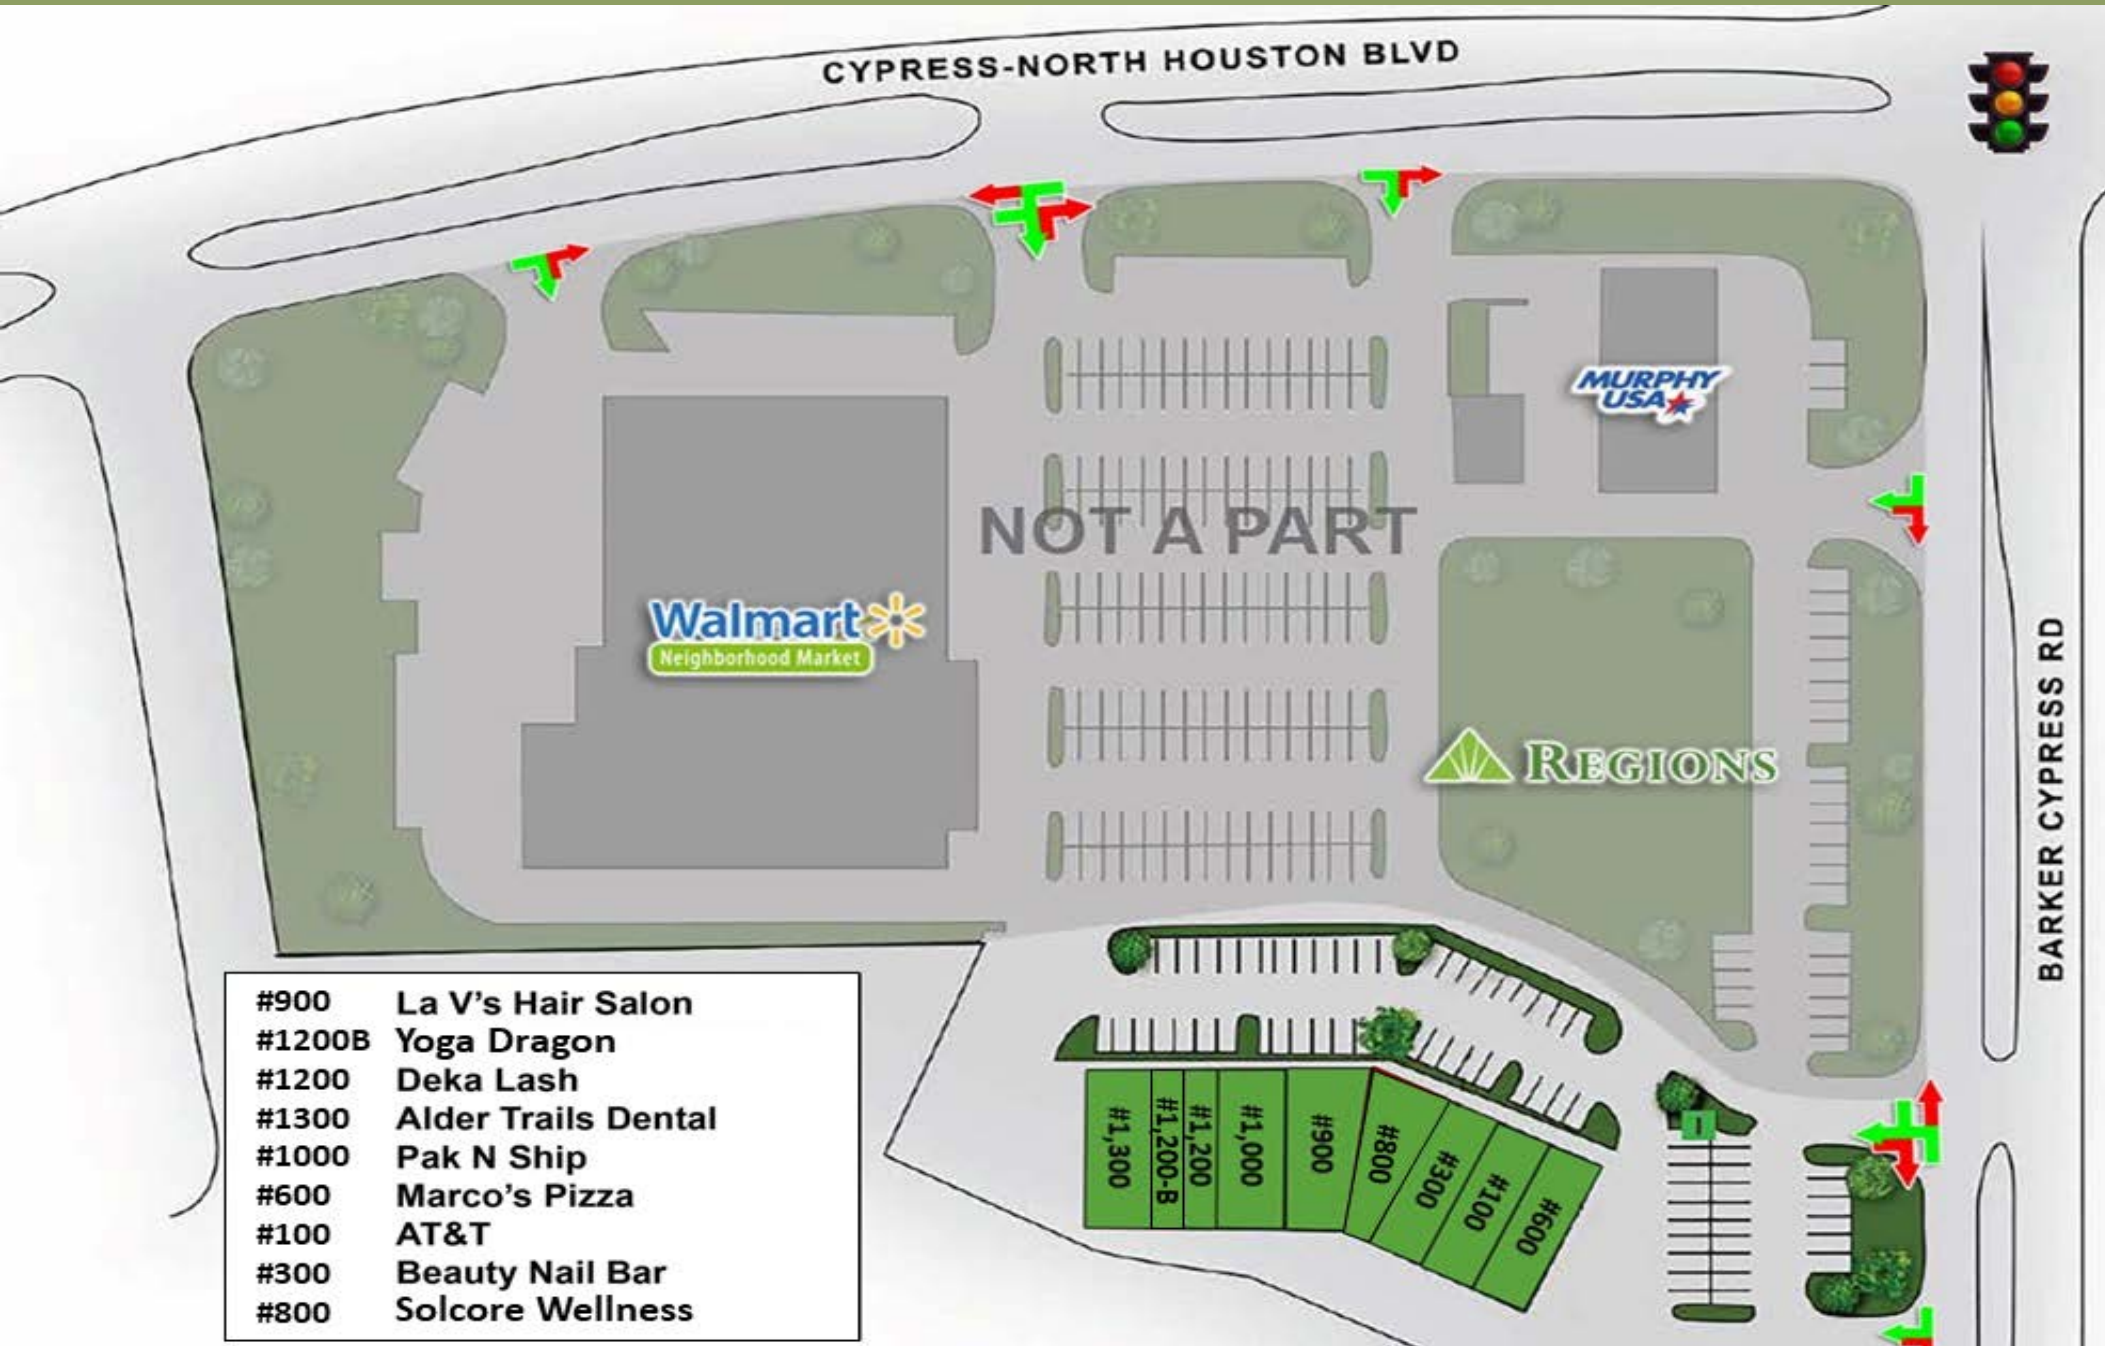 CYPRESS-NORTH HOUSTON BLVD
MURPHY
USA
NOT A PART
Walmart
Neighborhood Market
REGIONS
BARKER CYPRESS RD
#900 La V's Hair Salon
#1200B Yoga Dragon
#1200 Deka Lash
#1300 Alder Trails Dental
#1000 Pak N Ship
#600 Marco's Pizza
#100 AT&T
#300 Beauty Nail Bar
#800 Solcore Wellness
#1,300
#1,200-B
#1,200
#1,000
#900
#800
#300
#100
#600